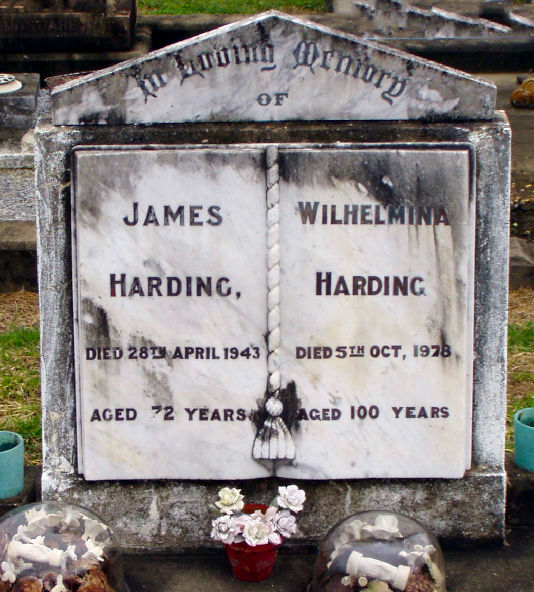 In Loving Memory
OF
JAMES
HARDING,
DIED 28TH APRIL 1943
AGED 72 YEARS
WILHELMINA
HARDING
DIED 5TH OCT, 1978
AGED 100 YEARS